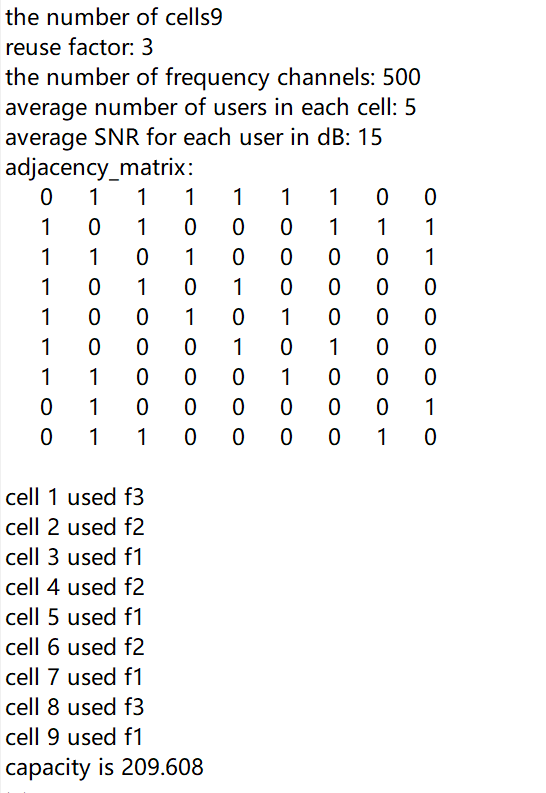 the number of cells9
reuse factor: 3
the number of frequency channels: 500
average number of users in each cell: 5
average SNR for each user in dB: 15
adjacency_matrix:
0 1 1 1 1 1 1 0 0
1 0 1 0 0 0 1 1 1
1 1 0 1 0 0 0 0 1
1 0 1 0 1 0 0 0 0
1 0 0 1 0 1 0 0 0
1 0 0 0 1 0 1 0 0
1 1 0 0 0 1 0 0 0
0 1 0 0 0 0 0 0 1
0 1 1 0 0 0 0 1 0
cell 1 used f3
cell 2 used f2
cell 3 used f1
cell 4 used f2
cell 5 used f1
cell 6 used f2
cell 7 used f1
cell 8 used f3
cell 9 used f1
capacity is 209.608